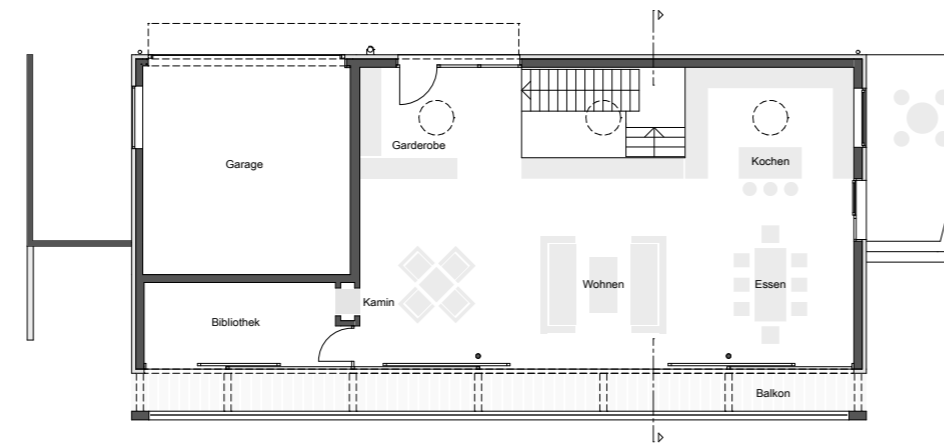 Garderobe
Garage
Kochen
Wohnen
Essen
Kamin
Bibliothek
Balkon